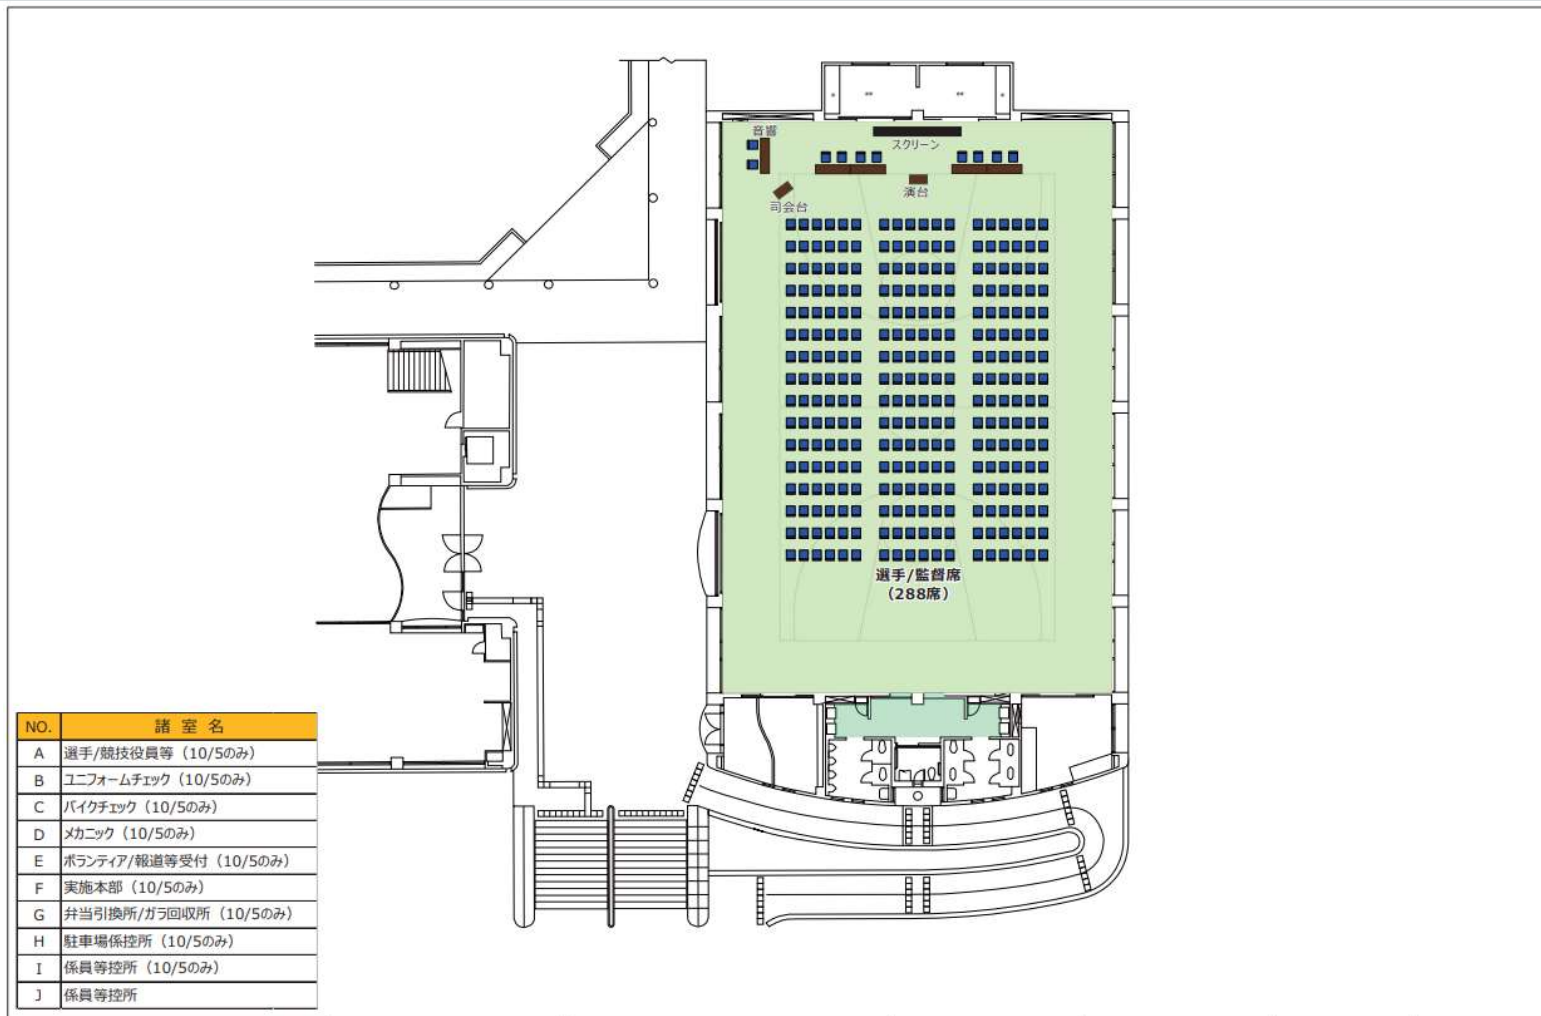 音響
スクリーン
演台
司会台
選手/監督席
（288席）
NO. 諸 室 名
A 選手/競技役員等（10/5のみ）
B ユニフォームチェック（10/5のみ）
C バイクチェック（10/5のみ）
D メカニック（10/5のみ）
E ボランティア/報道等受付（10/5のみ）
F 実施本部（10/5のみ）
G 弁当引換所/ガラ回収所（10/5のみ）
H 駐車場係控所（10/5のみ）
I 係員等控所（10/5のみ）
J 係員等控所